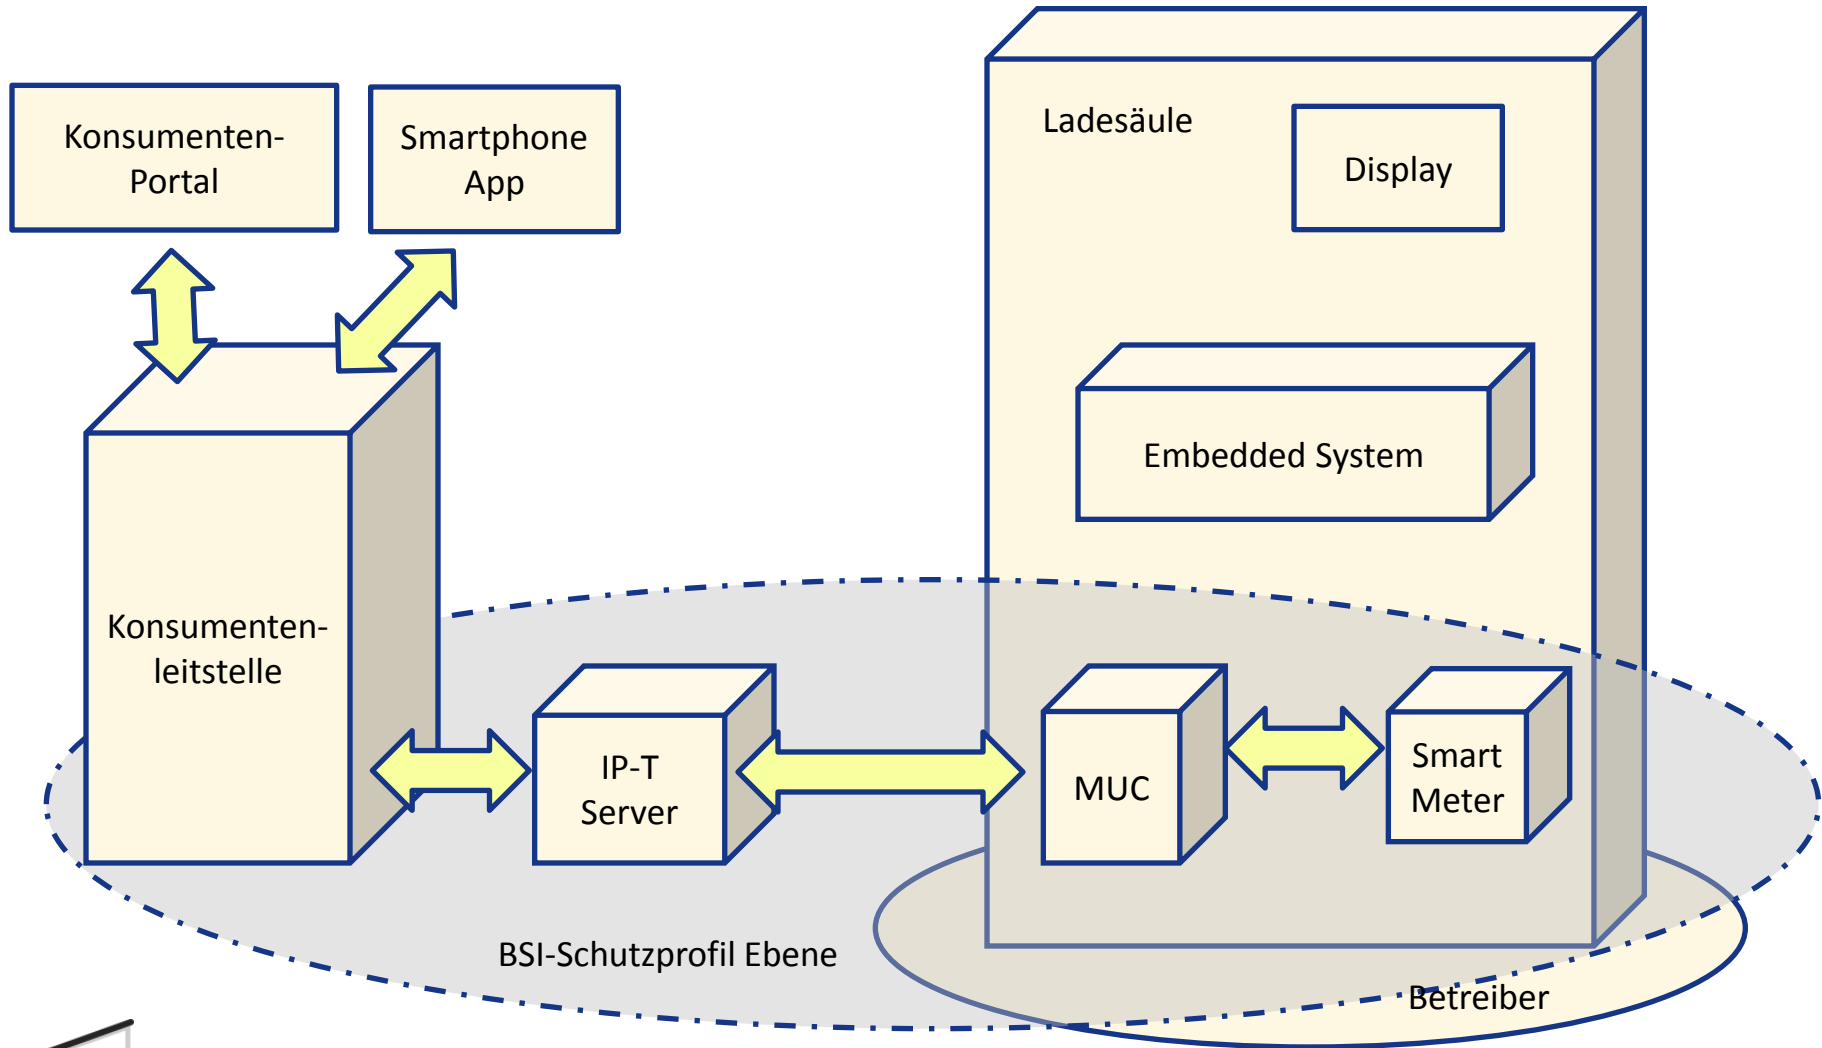 Konsumenten-
Portal
Smartphone
App
Ladesäule
Display
Embedded System
Konsumenten-
leitstelle
IP-T
Server
MUC
Smart
Meter
BSI-Schutzprofil Ebene
Betreiber